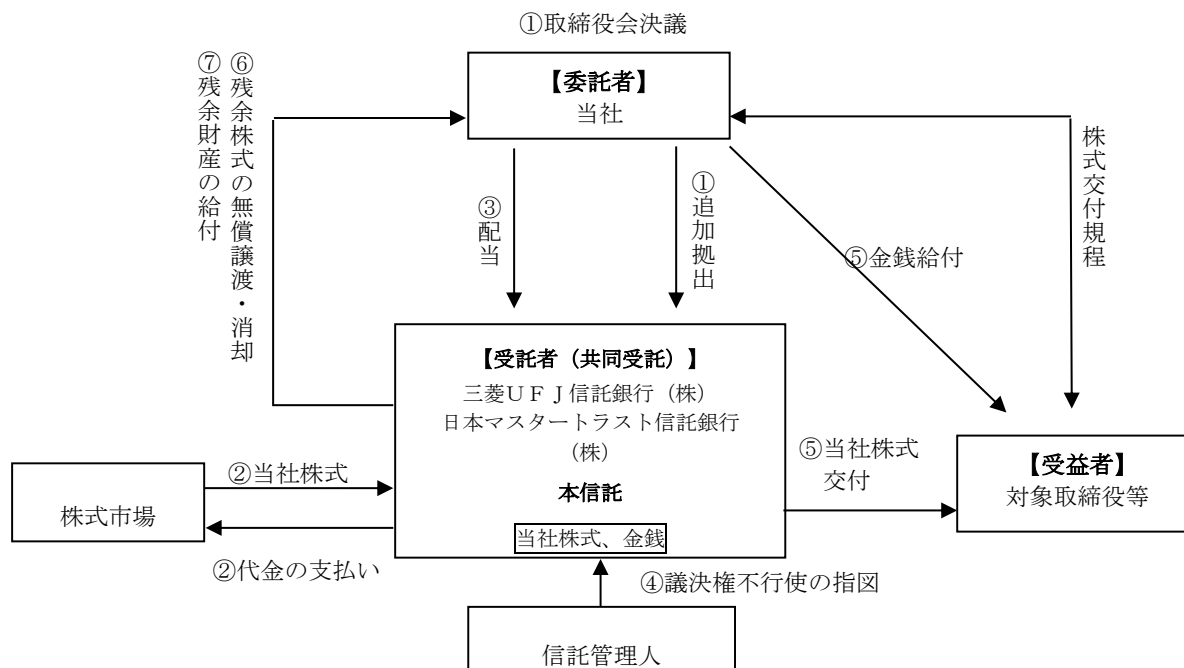 ①取締役会決議
【委託者】
当社
⑦残余財産の給付
⑥残余株式の無償譲渡・消却
③配当
①追加拠出
⑤金銭給付
株式交付規程
【受託者(共同受託)】
三菱UFJ信託銀行(株)
日本マスタートラスト信託銀行
(株)
本信託
当社株式、金銭
②当社株式
株式市場
②代金の支払い
⑤当社株式
交付
【受益者】
対象取締役等
④議決権不行使の指図
信託管理人